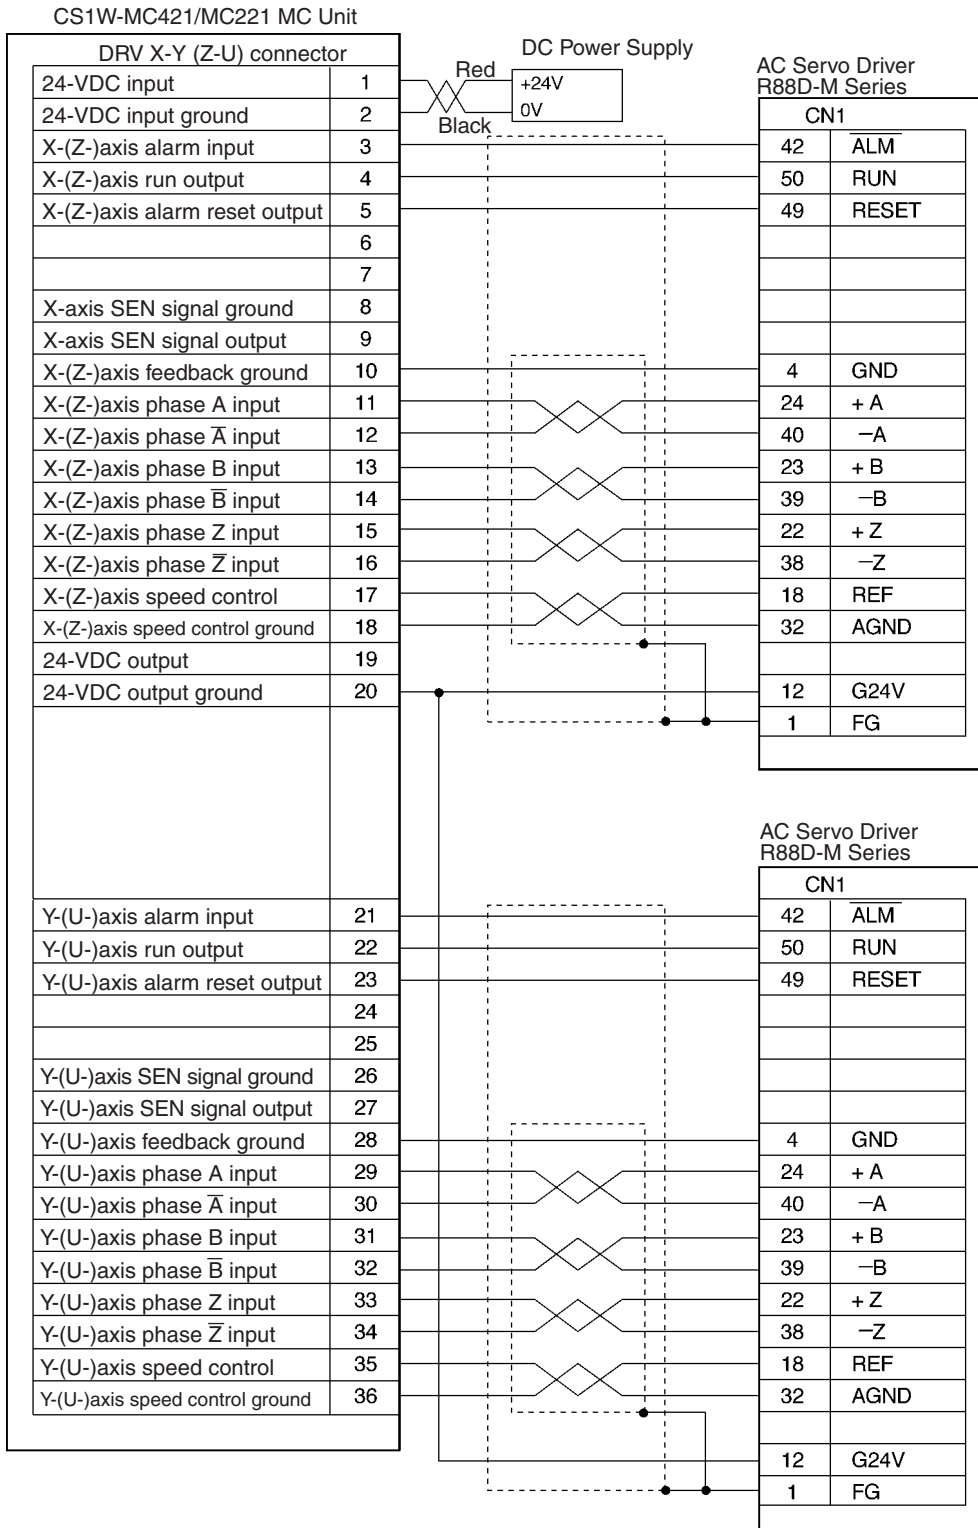 CS1W-MC421/MC221 MC Unit
DRV X-Y (Z-U) connector
24-VDC input 1
24-VDC input ground 2
X-(Z-)axis alarm input 3
X-(Z-)axis run output 4
X-(Z-)axis alarm reset output 5
6
7
X-axis SEN signal ground 8
X-axis SEN signal output 9
X-(Z-)axis feedback ground 10
X-(Z-)axis phase A input 11
X-(Z-)axis phase A̅ input 12
X-(Z-)axis phase B input 13
X-(Z-)axis phase B̅ input 14
X-(Z-)axis phase Z input 15
X-(Z-)axis phase Z̅ input 16
X-(Z-)axis speed control 17
X-(Z-)axis speed control ground 18
24-VDC output 19
24-VDC output ground 20
Y-(U-)axis alarm input 21
Y-(U-)axis run output 22
Y-(U-)axis alarm reset output 23
24
25
Y-(U-)axis SEN signal ground 26
Y-(U-)axis SEN signal output 27
Y-(U-)axis feedback ground 28
Y-(U-)axis phase A input 29
Y-(U-)axis phase A̅ input 30
Y-(U-)axis phase B input 31
Y-(U-)axis phase B̅ input 32
Y-(U-)axis phase Z input 33
Y-(U-)axis phase Z̅ input 34
Y-(U-)axis speed control 35
Y-(U-)axis speed control ground 36
DC Power Supply
Red
+24V
0V
Black
AC Servo Driver
R88D-M Series
CN1
42 A̅L̅M̅
50 RUN
49 RESET
4 GND
24 +A
40 −A
23 +B
39 −B
22 +Z
38 −Z
18 REF
32 AGND
12 G24V
1 FG
AC Servo Driver
R88D-M Series
CN1
42 A̅L̅M̅
50 RUN
49 RESET
4 GND
24 +A
40 −A
23 +B
39 −B
22 +Z
38 −Z
18 REF
32 AGND
12 G24V
1 FG